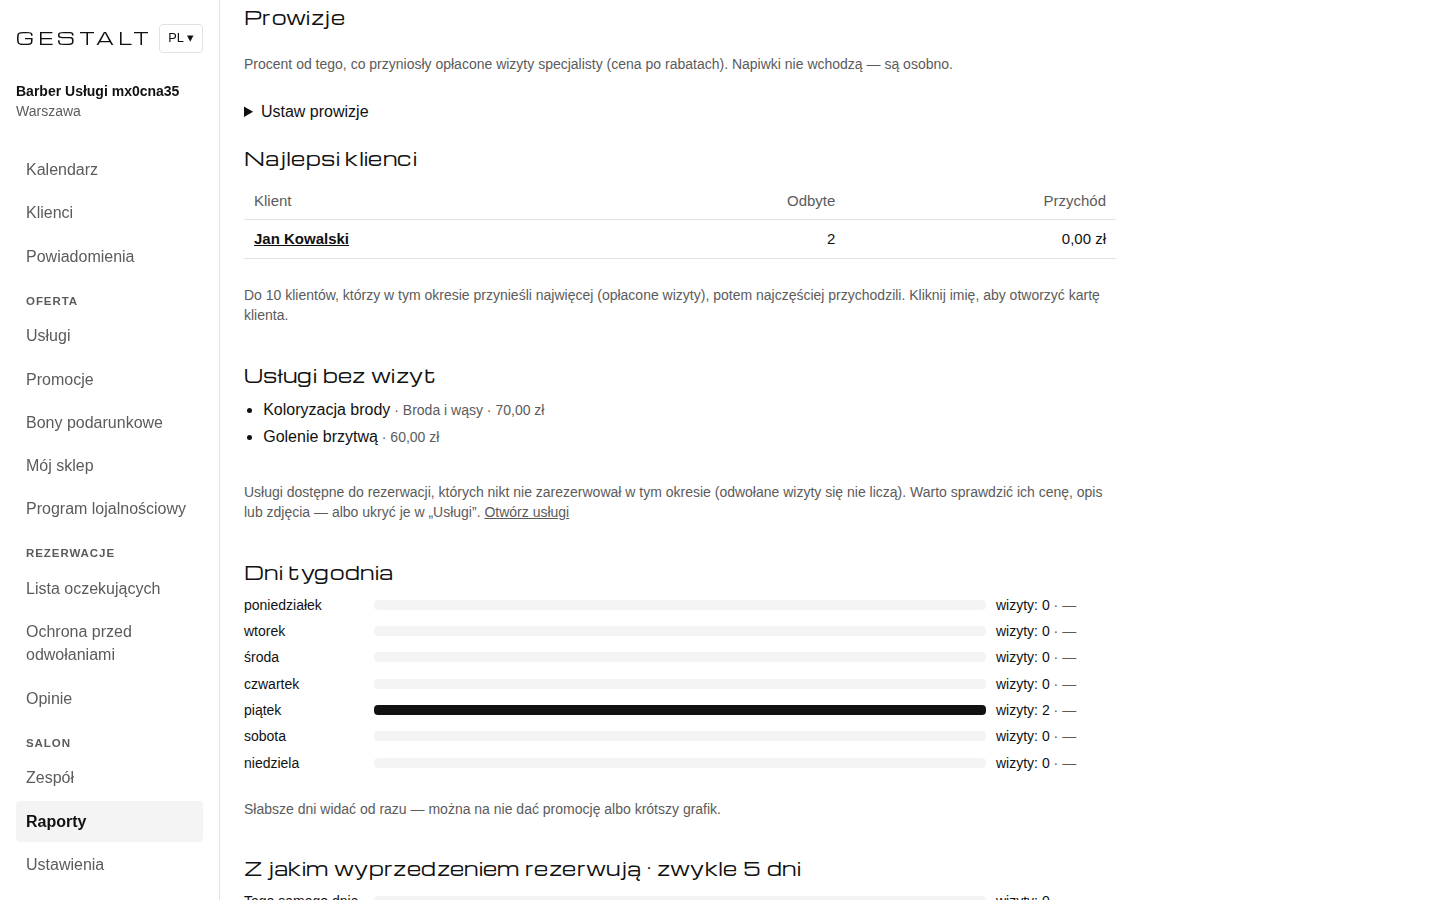 GESTALT
PL ▾
Barber Usługi mx0cna35
Warszawa
Kalendarz
Klienci
Powiadomienia
OFERTA
Usługi
Promocje
Bony podarunkowe
Mój sklep
Program lojalnościowy
REZERWACJE
Lista oczekujących
Ochrona przed
odwołaniami
Opinie
SALON
Zespół
Raporty
Ustawienia
Prowizje
Procent od tego, co przyniosły opłacone wizyty specjalisty (cena po rabatach). Napiwki nie wchodzą — są osobno.
▶ Ustaw prowizje
Najlepsi klienci
Klient Odbyte Przychód
Jan Kowalski 2 0,00 zł
Do 10 klientów, którzy w tym okresie przynieśli najwięcej (opłacone wizyty), potem najczęściej przychodzili. Kliknij imię, aby otworzyć kartę
klienta.
Usługi bez wizyt
• Koloryzacja brody · Broda i wąsy · 70,00 zł
• Golenie brzytwą · 60,00 zł
Usługi dostępne do rezerwacji, których nikt nie zarezerwował w tym okresie (odwołane wizyty się nie liczą). Warto sprawdzić ich cenę, opis
lub zdjęcia — albo ukryć je w „Usługi”. Otwórz usługi
Dni tygodnia
poniedziałek wizyty: 0 · —
wtorek wizyty: 0 · —
środa wizyty: 0 · —
czwartek wizyty: 0 · —
piątek wizyty: 2 · —
sobota wizyty: 0 · —
niedziela wizyty: 0 · —
Słabsze dni widać od razu — można na nie dać promocję albo krótszy grafik.
Z jakim wyprzedzeniem rezerwują · zwykle 5 dni
Tego samego dnia wizyty: 0